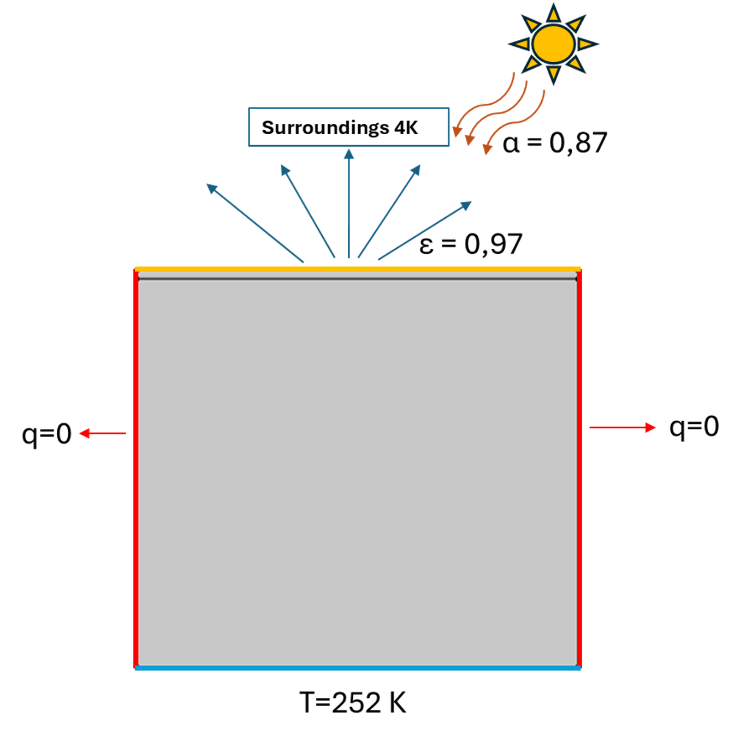 Surroundings 4K
α = 0,87
ε = 0,97
q=0
q=0
T=252 K